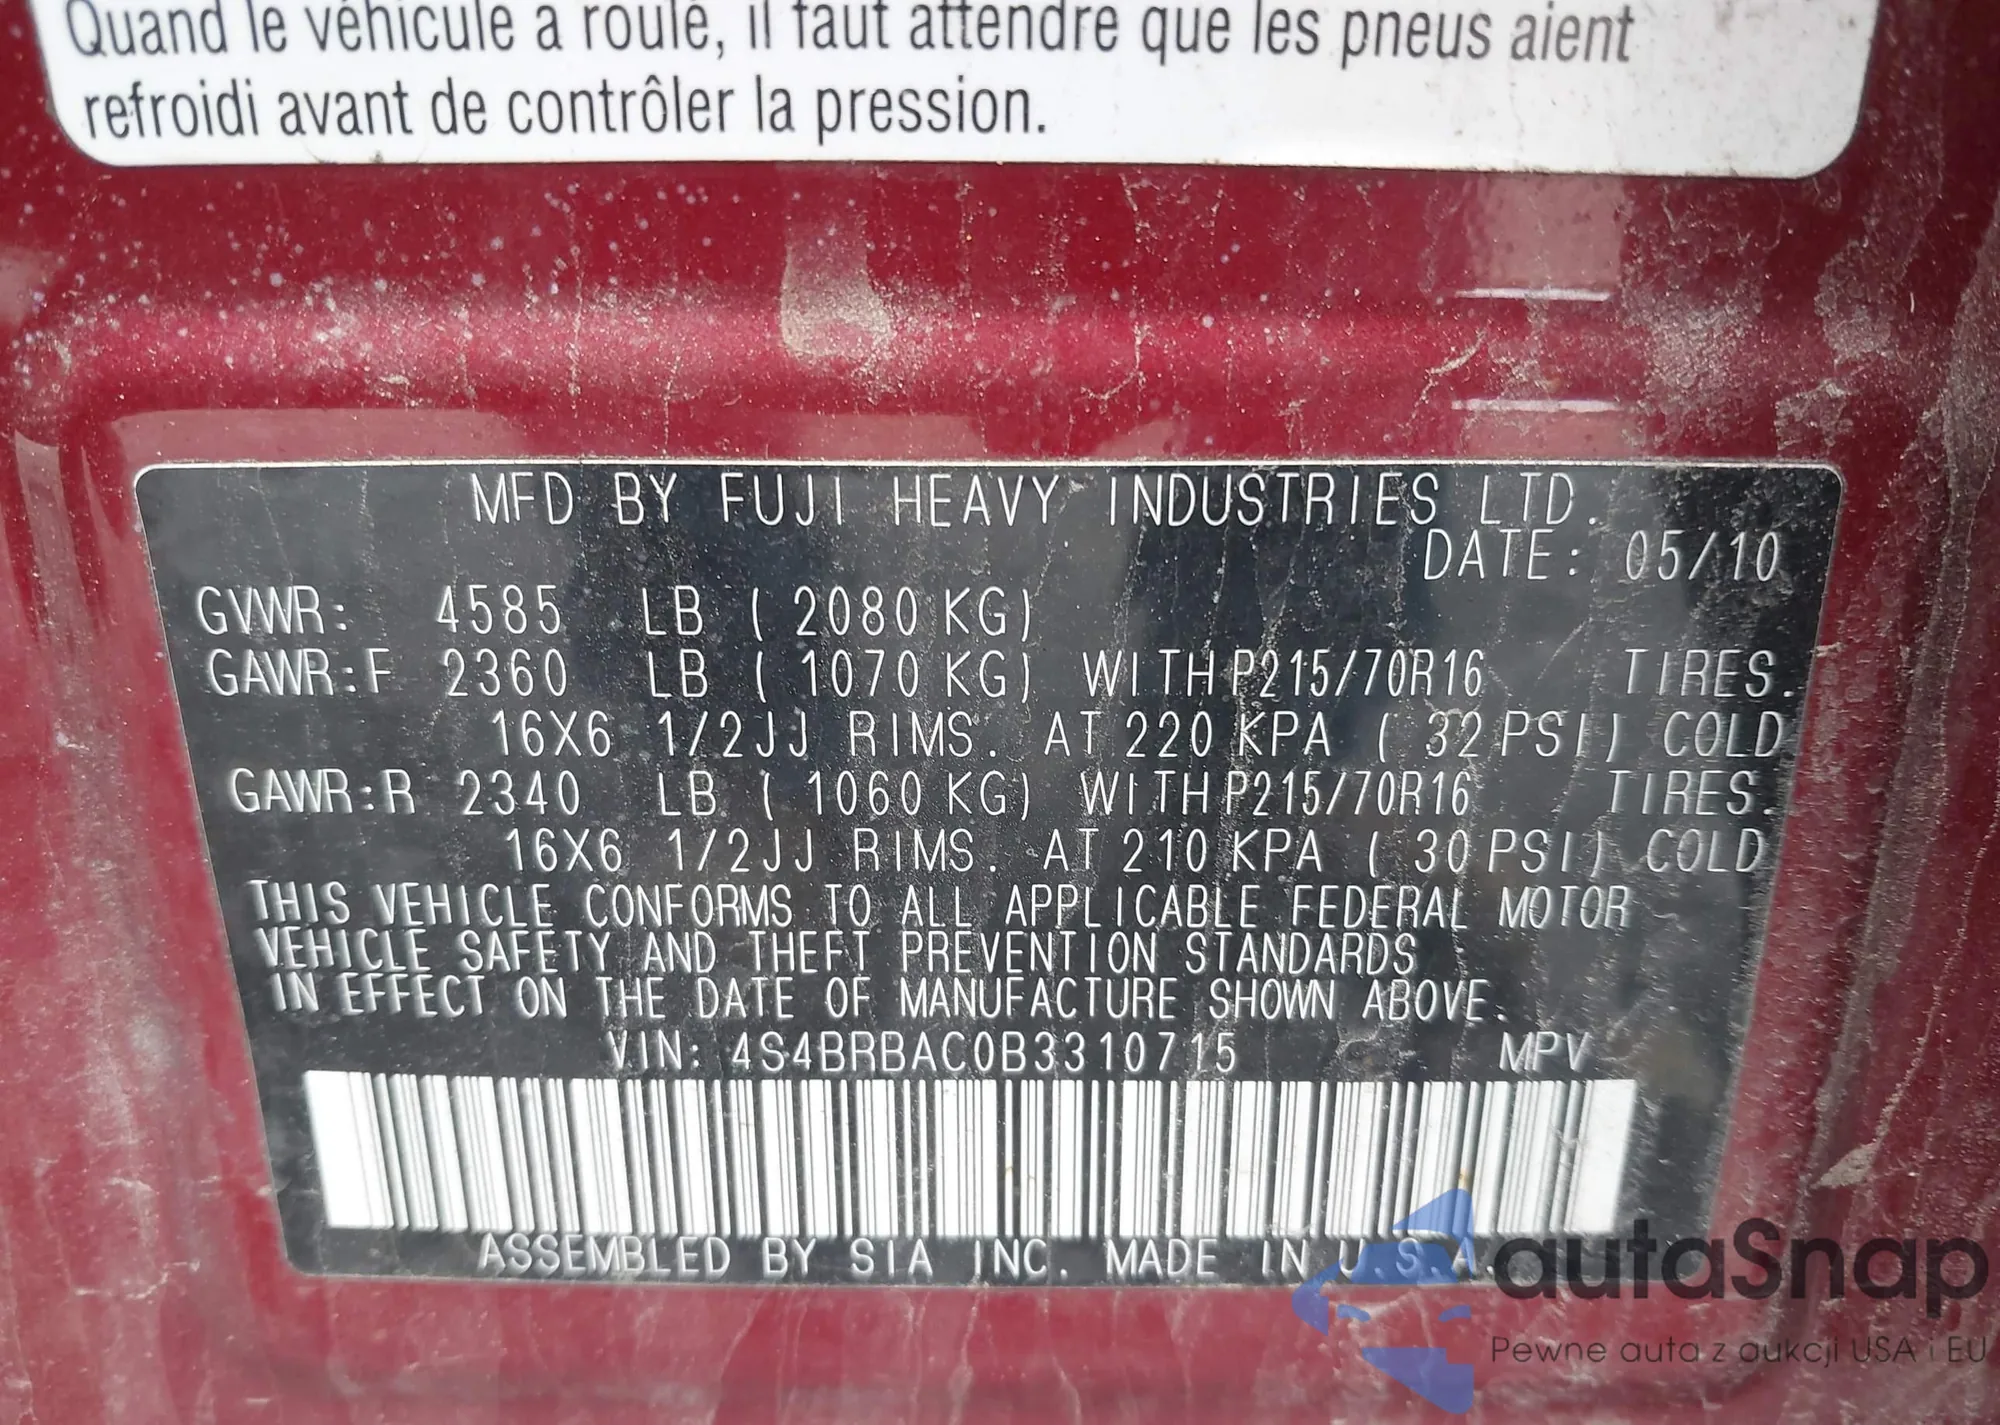 Quand le véhicule a roulé, il faut attendre que les pneus aient
refroidi avant de contrôler la pression.
MFD BY FUJI HEAVY INDUSTRIES LTD.
DATE: 05/10
GVWR: 4585 LB ( 2080 KG)
GAWR:F 2360 LB ( 1070 KG) WITH P215/70R16 TIRES.
16X6 1/2JJ RIMS. AT 220 KPA ( 32 PSI) COLD
GAWR:R 2340 LB ( 1060 KG) WITH P215/70R16 TIRES.
16X6 1/2JJ RIMS. AT 210 KPA ( 30 PSI) COLD
THIS VEHICLE CONFORMS TO ALL APPLICABLE FEDERAL MOTOR
VEHICLE SAFETY AND THEFT PREVENTION STANDARDS
IN EFFECT ON THE DATE OF MANUFACTURE SHOWN ABOVE.
VIN: 4S4BRBAC0B3310715 MPV
ASSEMBLED BY SIA INC. MADE IN U.S.A.
autoSnap
Pewne auta z aukcji USA i EU